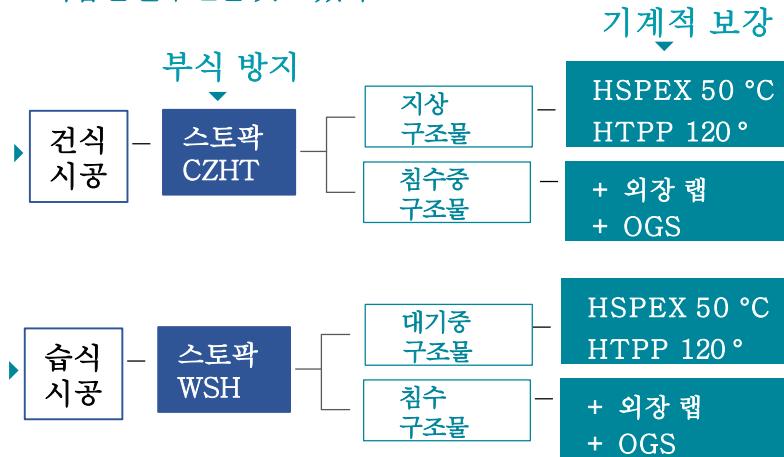 기계적 보강
부식 방지
건식
시공
스토팍
CZHT
지상
구조물
HSPEX 50 °C
HTPP 120°
침수중
구조물
+ 외장 랩
+ OGS
습식
시공
스토팍
WSH
대기중
구조물
HSPEX 50 °C
HTPP 120°
침수
구조물
+ 외장 랩
+ OGS